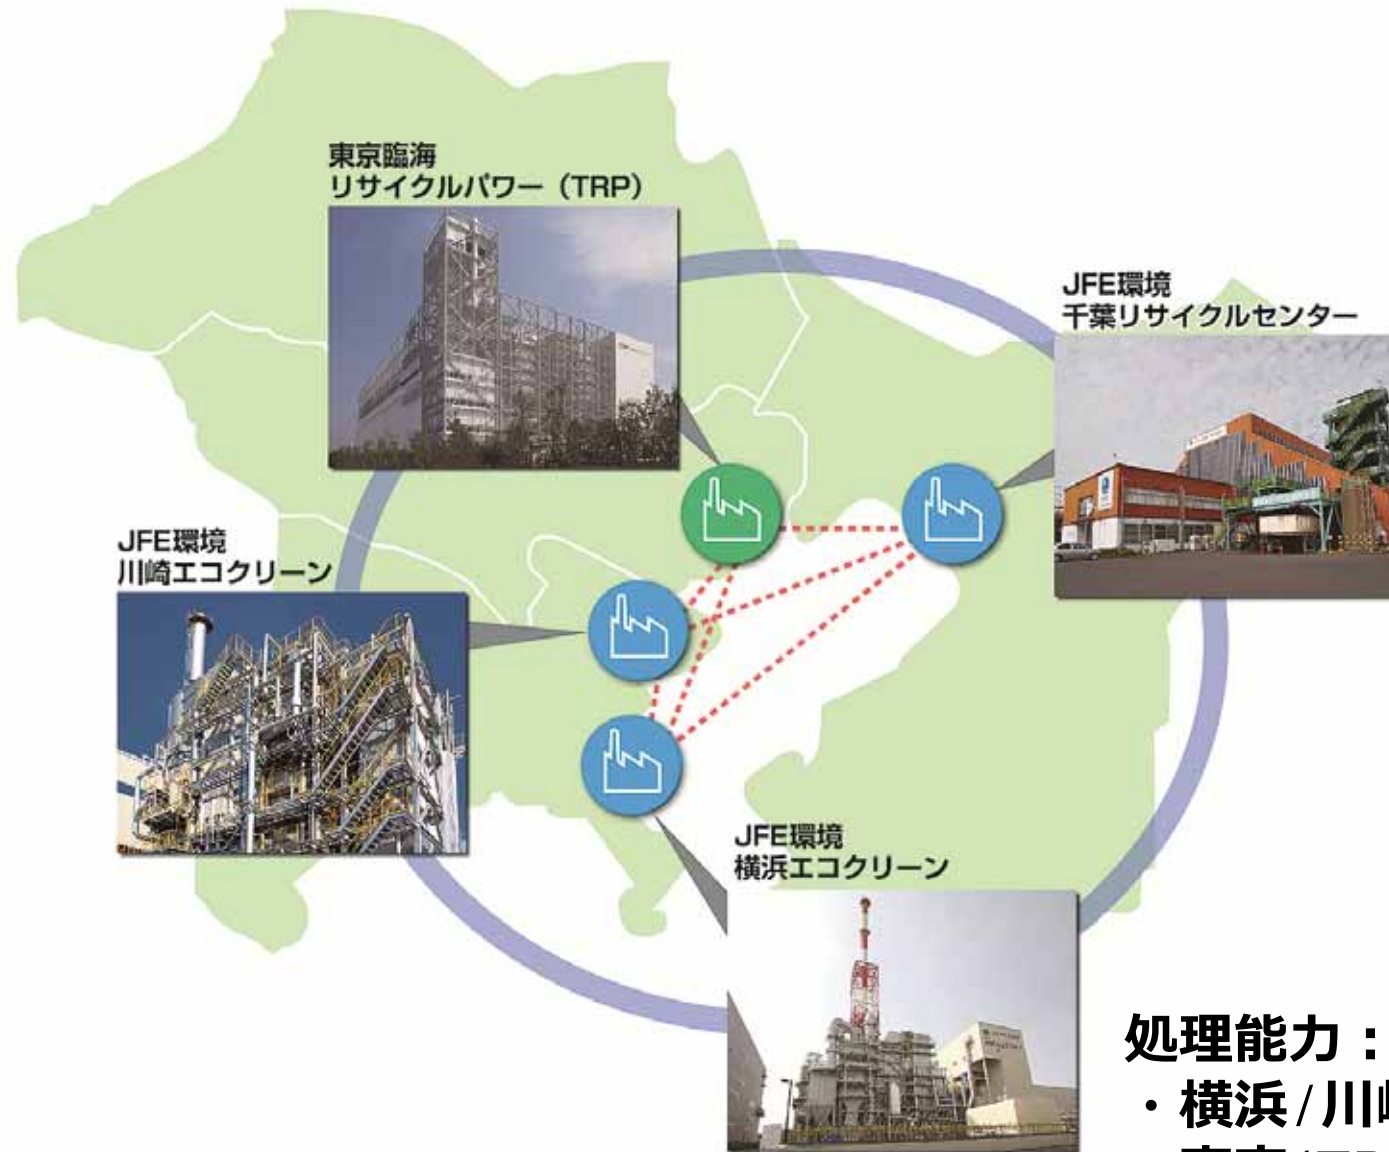 東京臨海
リサイクルパワー（TRP）
JFE環境
千葉リサイクルセンター
JFE環境
川崎エコクリーン
JFE環境
横浜エコクリーン
処理能力：
・横浜/川崎